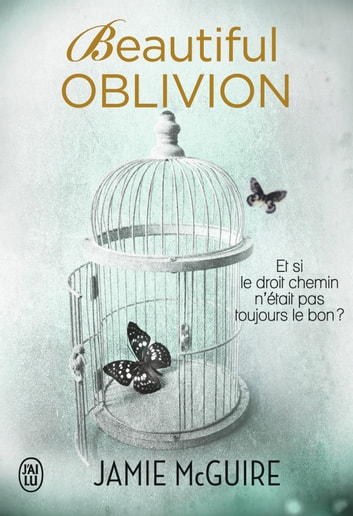 Beautiful
OBLIVION
Et si
le droit chemin
n'était pas
toujours le bon ?
J'AI
LU
JAMIE McGUIRE